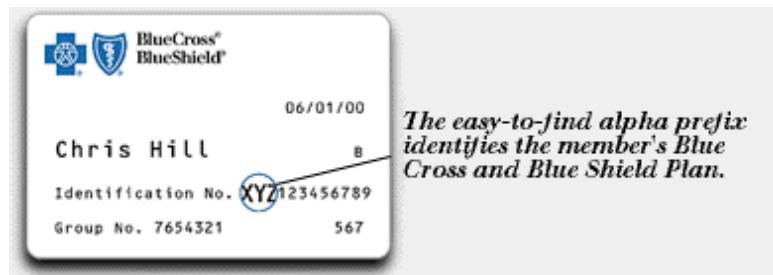 BlueCross®
BlueShield®
06/01/00
Chris Hill B
Identification No. XYZ123456789
Group No. 7654321 567
The easy-to-find alpha prefix
identifies the member's Blue
Cross and Blue Shield Plan.